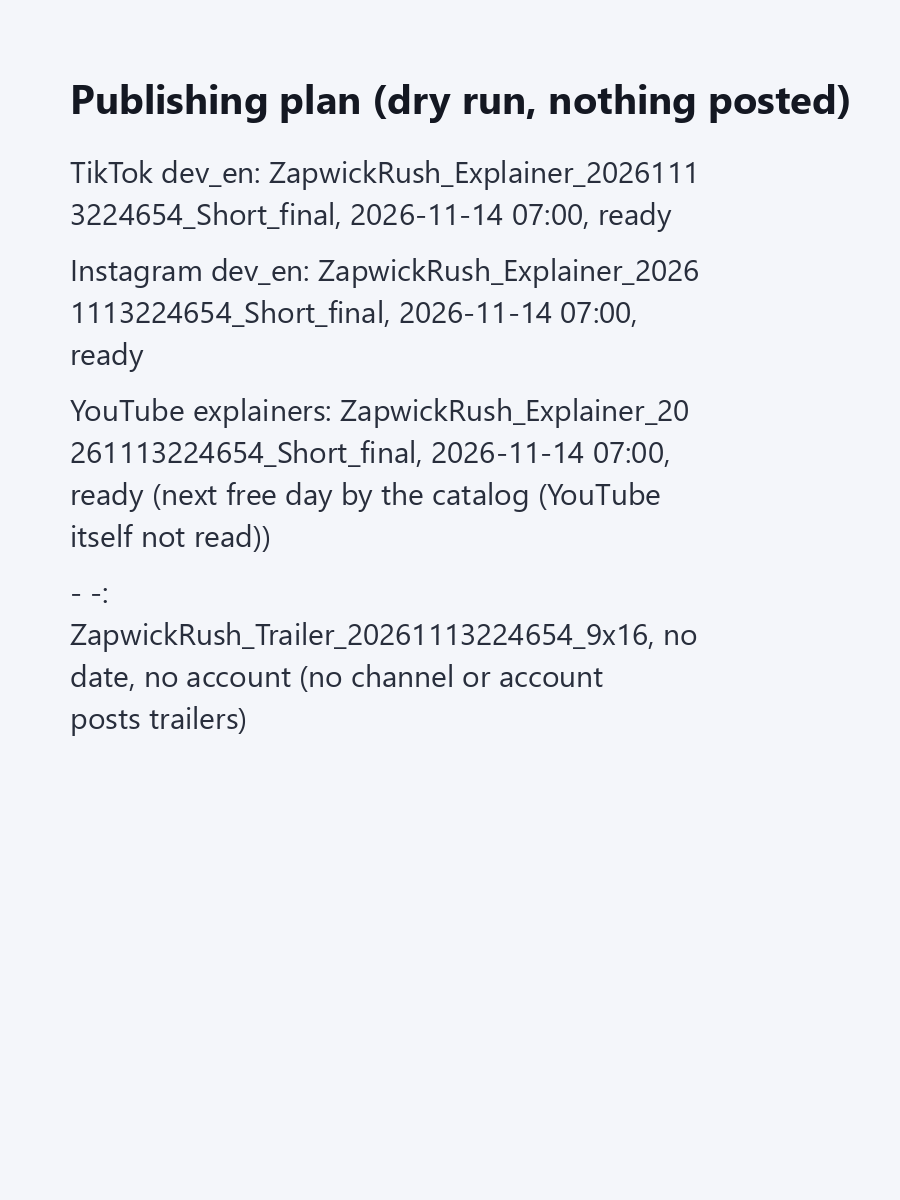 Publishing plan (dry run, nothing posted)
TikTok dev_en: ZapwickRush_Explainer_2026111
3224654_Short_final, 2026-11-14 07:00, ready
Instagram dev_en: ZapwickRush_Explainer_2026
1113224654_Short_final, 2026-11-14 07:00,
ready
YouTube explainers: ZapwickRush_Explainer_20
261113224654_Short_final, 2026-11-14 07:00,
ready (next free day by the catalog (YouTube
itself not read))
- -:
ZapwickRush_Trailer_20261113224654_9x16, no
date, no account (no channel or account
posts trailers)